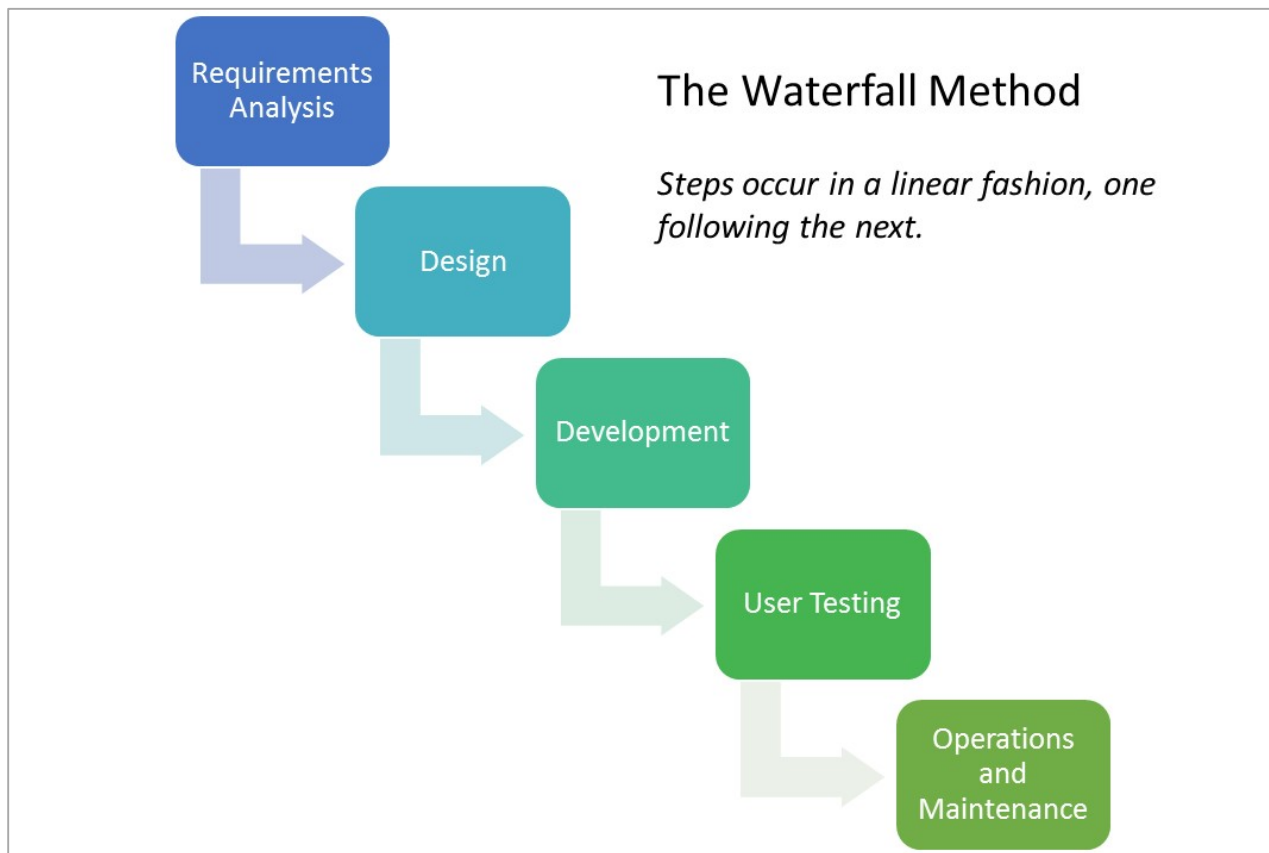 Requirements
Analysis
The Waterfall Method
Steps occur in a linear fashion, one
following the next.
Design
Development
User Testing
Operations
and
Maintenance